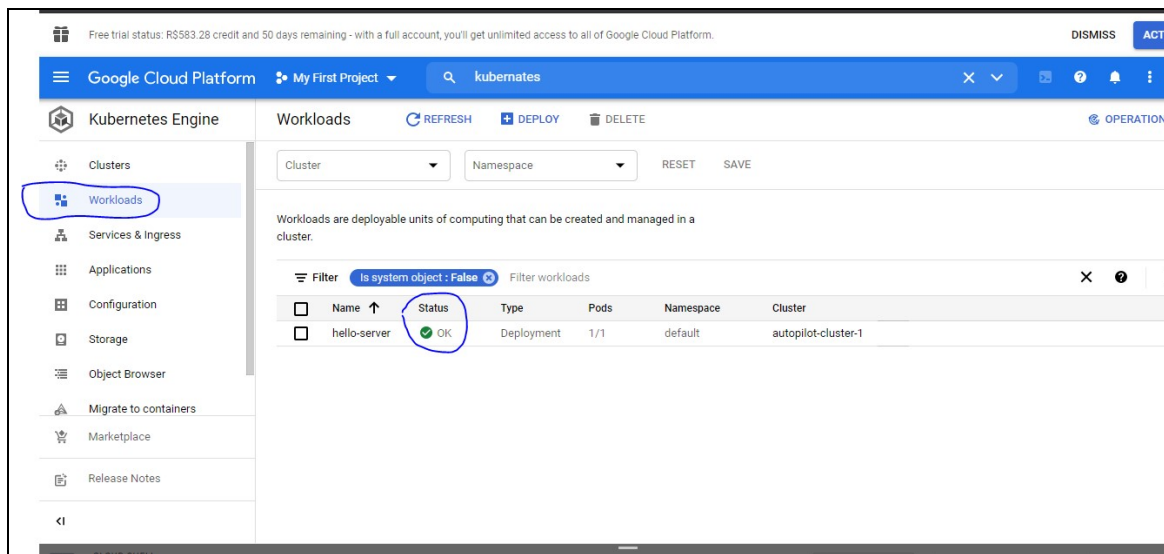 Free trial status: R$583.28 credit and 50 days remaining - with a full account, you'll get unlimited access to all of Google Cloud Platform.
DISMISS
Google Cloud Platform
My First Project
kubernates
Kubernetes Engine
Workloads
REFRESH
DEPLOY
DELETE
Clusters
Workloads
Services & Ingress
Applications
Configuration
Storage
Object Browser
Migrate to containers
Marketplace
Release Notes
Cluster
Namespace
RESET
SAVE
Workloads are deployable units of computing that can be created and managed in a
cluster.
Filter
Is system object : False
Filter workloads
Name Status Type Pods Namespace Cluster
hello-server OK Deployment 1/1 default autopilot-cluster-1